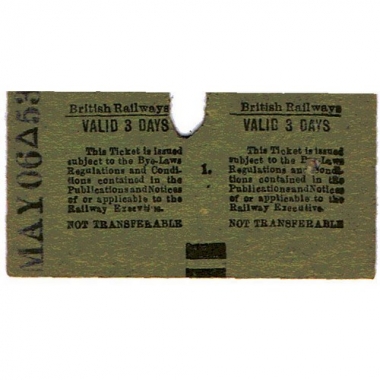 MAY 06 Δ 53
British Railways
VALID 3 DAYS
This Ticket is issued
subject to the Bye-Laws
Regulations and Condi-
tions contained in the
Publications and Notices
of or applicable to the
Railway Executive.
NOT TRANSFERABLE
1.
British Railways
VALID 3 DAYS
This Ticket is issued
subject to the Bye-Laws
Regulations and Condi-
tions contained in the
Publications and Notices
of or applicable to the
Railway Executive.
NOT TRANSFERABLE